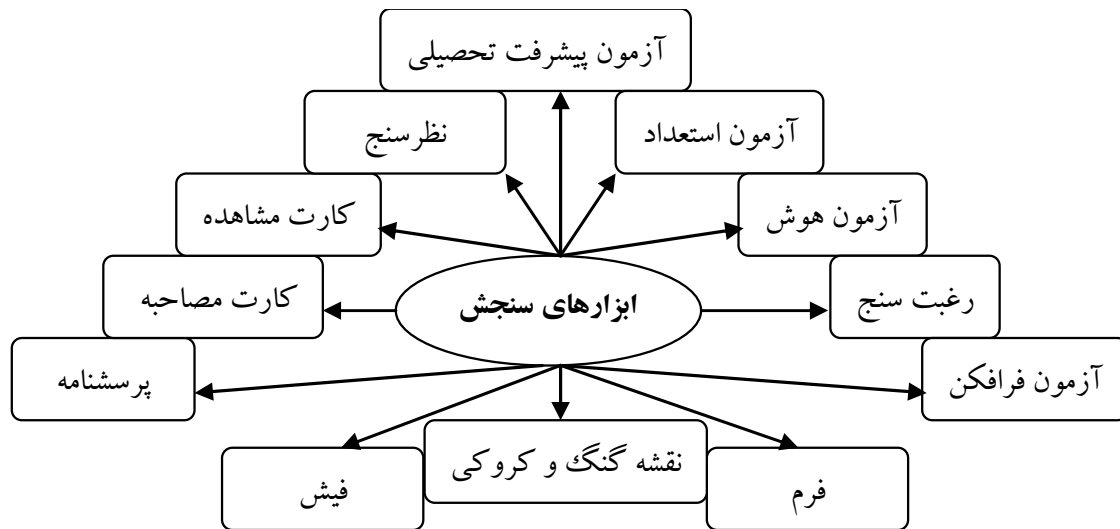 آزمون پیشرفت تحصیلی
آزمون استعداد
نظرسنج
آزمون هوش
کارت مشاهده
رغبت سنج
ابزارهای سنجش
کارت مصاحبه
آزمون فرافکن
پرسشنامه
فرم
نقشه گنگ و کروکی
فیش